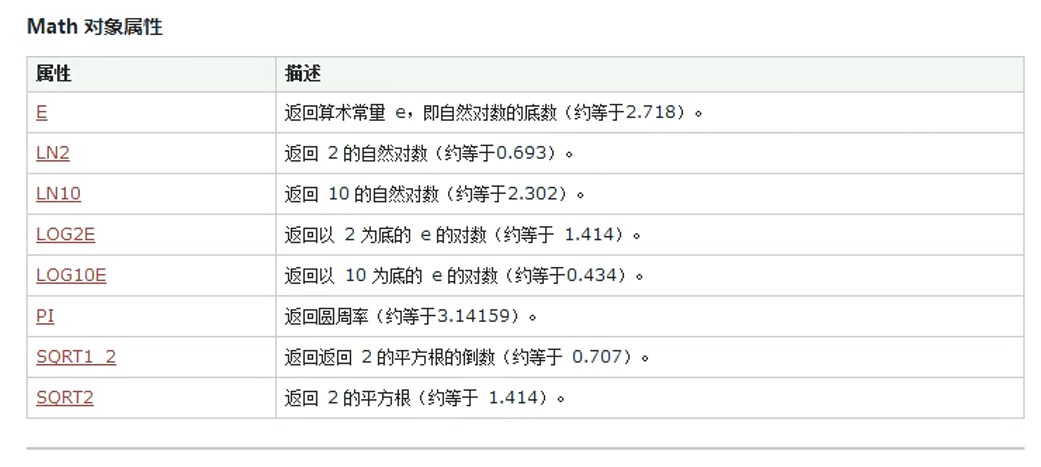 Math 对象属性
属性 描述
E 返回算术常量 e，即自然对数的底数（约等于2.718）。
LN2 返回 2 的自然对数（约等于0.693）。
LN10 返回 10 的自然对数（约等于2.302）。
LOG2E 返回以 2 为底的 e 的对数（约等于 1.414）。
LOG10E 返回以 10 为底的 e 的对数（约等于0.434）。
PI 返回圆周率（约等于3.14159）。
SQRT1_2 返回返回 2 的平方根的倒数（约等于 0.707）。
SQRT2 返回 2 的平方根（约等于 1.414）。